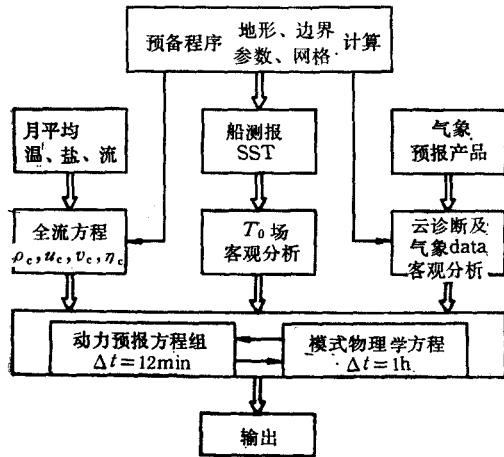 预备程序 地形、边界 参数、网格 计算
月平均
温、盐、流
船测报
SST
气象
预报产品
全流方程
ρc,uc,vc,ηc
T0场
客观分析
云诊断及
气象data
客观分析
动力预报方程组
Δt=12min
模式物理学方程
Δt=1h
输出